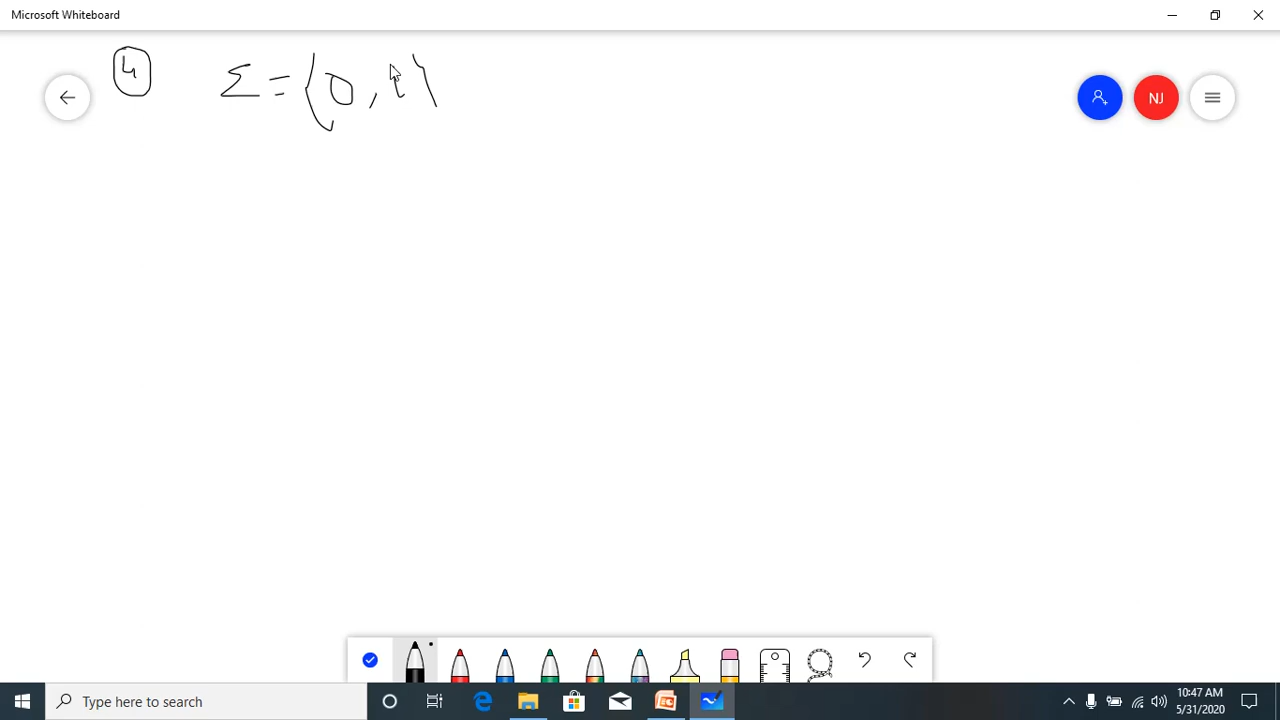 Microsoft Whiteboard
4 Σ = {0, 1}
NJ
Type here to search
10:47 AM
5/31/2020